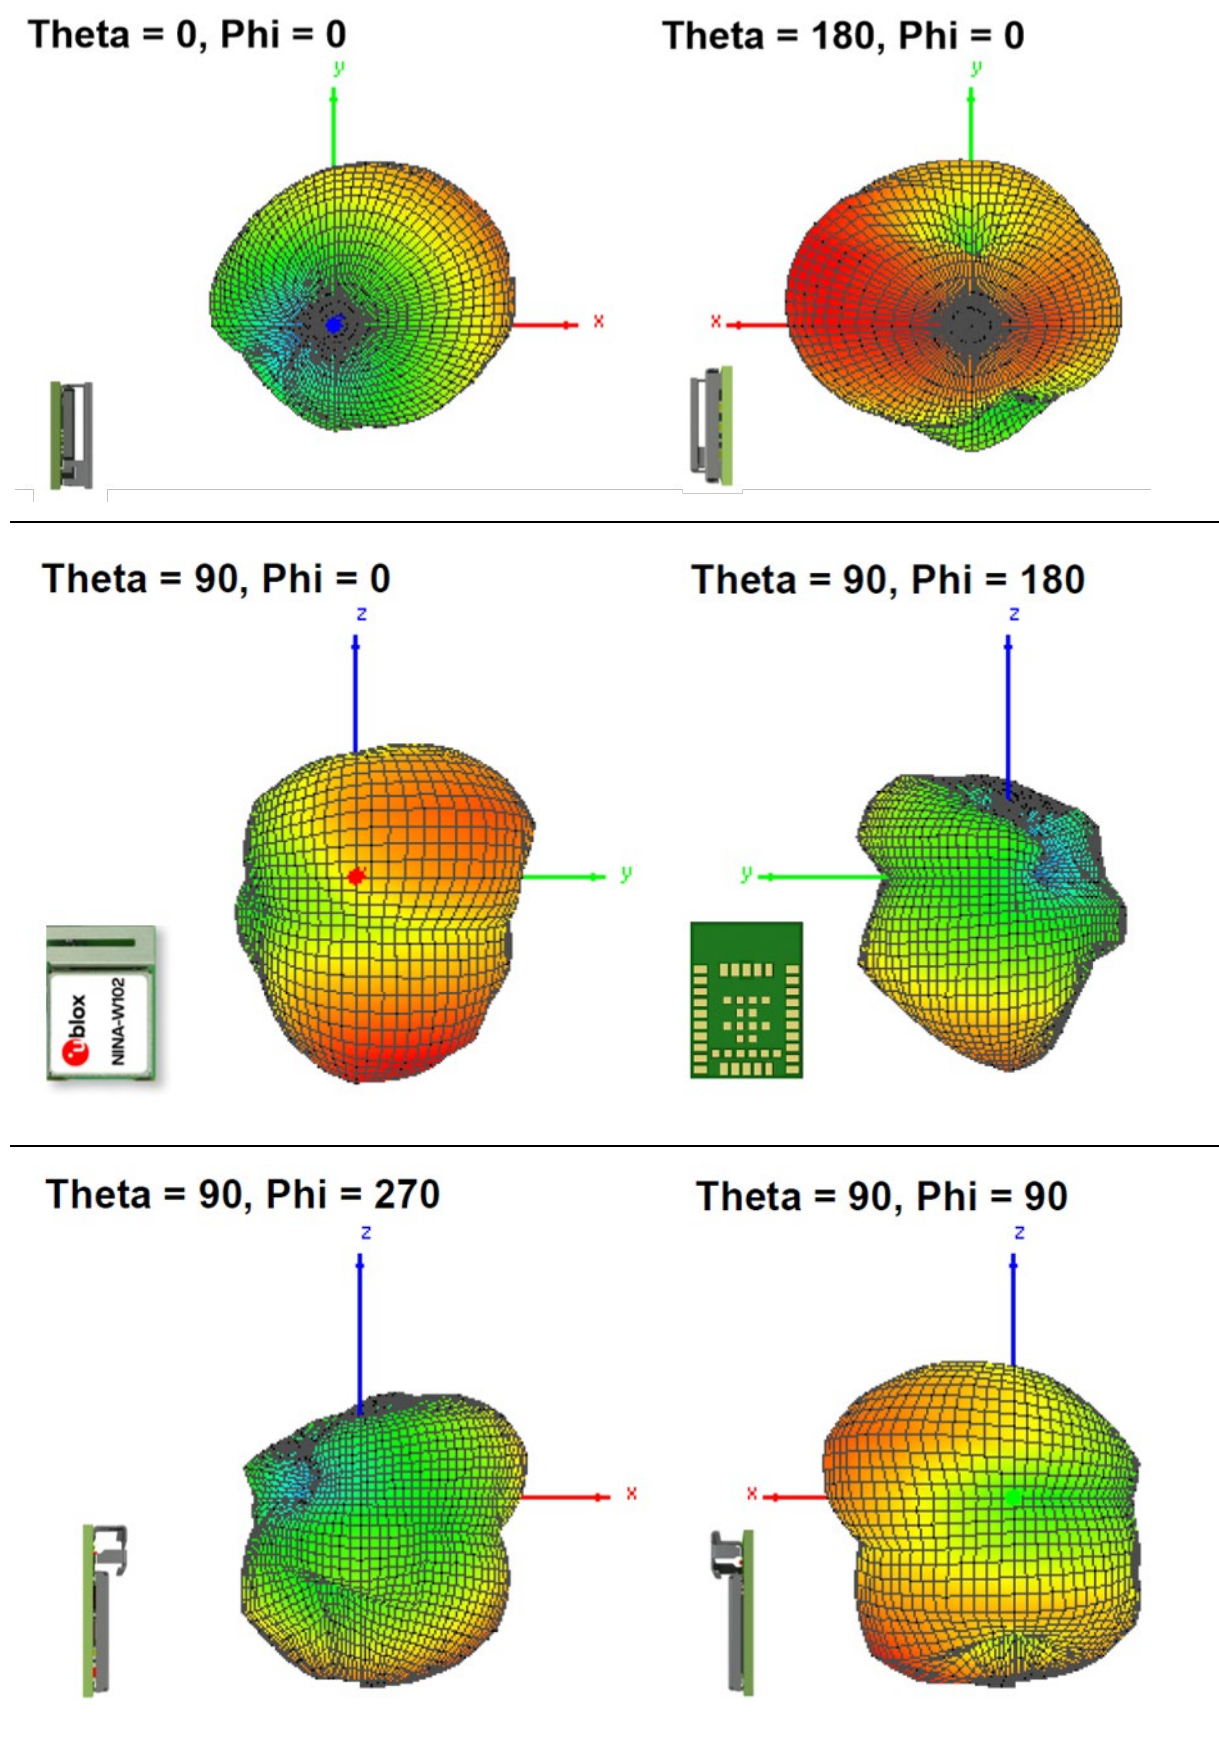 Theta = 0, Phi = 0
Theta = 180, Phi = 0
y
y
x
x
Theta = 90, Phi = 0
Theta = 90, Phi = 180
z
z
y
y
ublox
NINA-W102
Theta = 90, Phi = 270
Theta = 90, Phi = 90
z
z
x
x